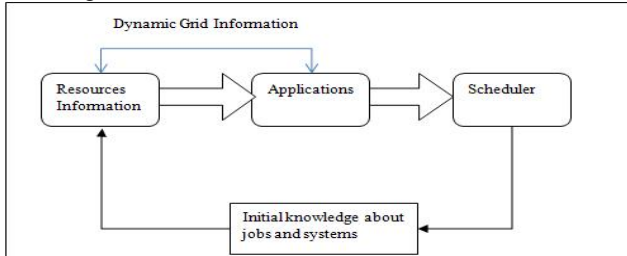 Dynamic Grid Information
Resources
Information
Applications
Scheduler
Initial knowledge about
jobs and systems